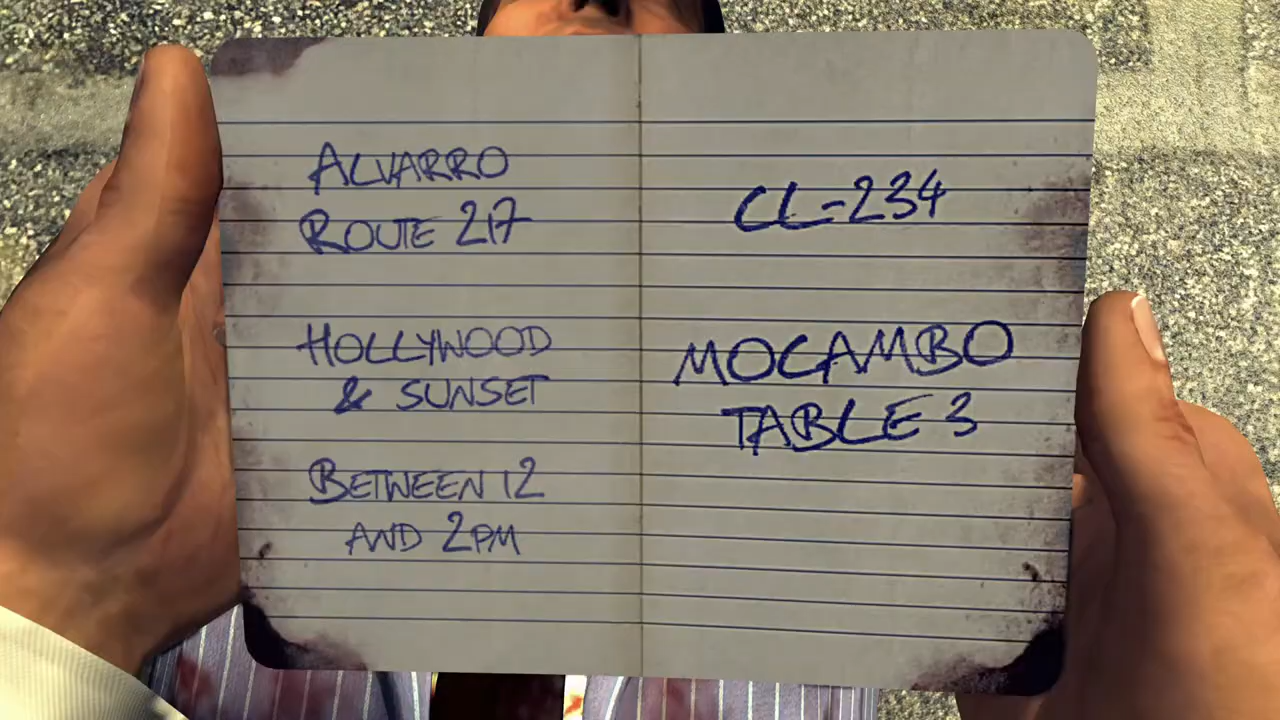 ALVARRO
ROUTE 217
HOLLYWOOD
& SUNSET
BETWEEN 12
AND 2PM
CL-234
MOCAMBO
TABLE 3